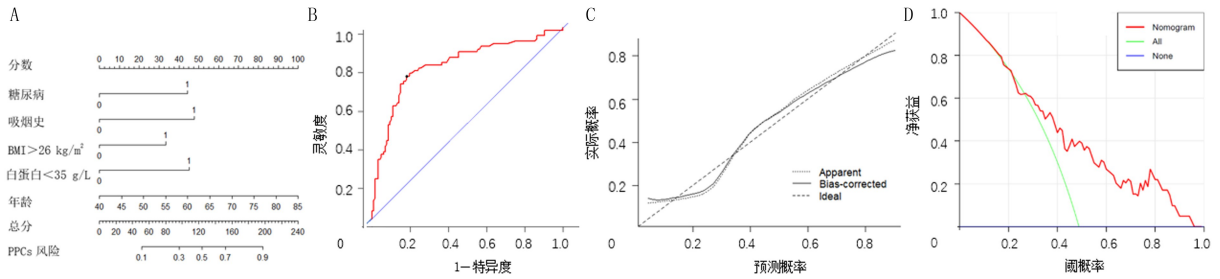 A
分数
0 10 20 30 40 50 60 70 80 90 100
糖尿病
0 1
吸烟史
0 1
BMI>26 kg/m²
0 1
白蛋白<35 g/L
0 1
年龄
40 45 50 55 60 65 70 75 80 85
总分
0 20 40 60 80 100 120 140 160 180 200 240
PPCs 风险
0.1 0.3 0.5 0.7 0.9
B
灵敏度
1.0
0.8
0.6
0.4
0.2
0 0.2 0.4 0.6 0.8 1.0
1-特异度
C
实际概率
0.8
0.6
0.4
0.2
0 0.2 0.4 0.6 0.8
预测概率
Apparent
Bias-corrected
Ideal
D
净获益
1.0
0.8
0.6
0.4
0.2
0 0.2 0.4 0.6 0.8 1.0
阈概率
Nomogram
All
None